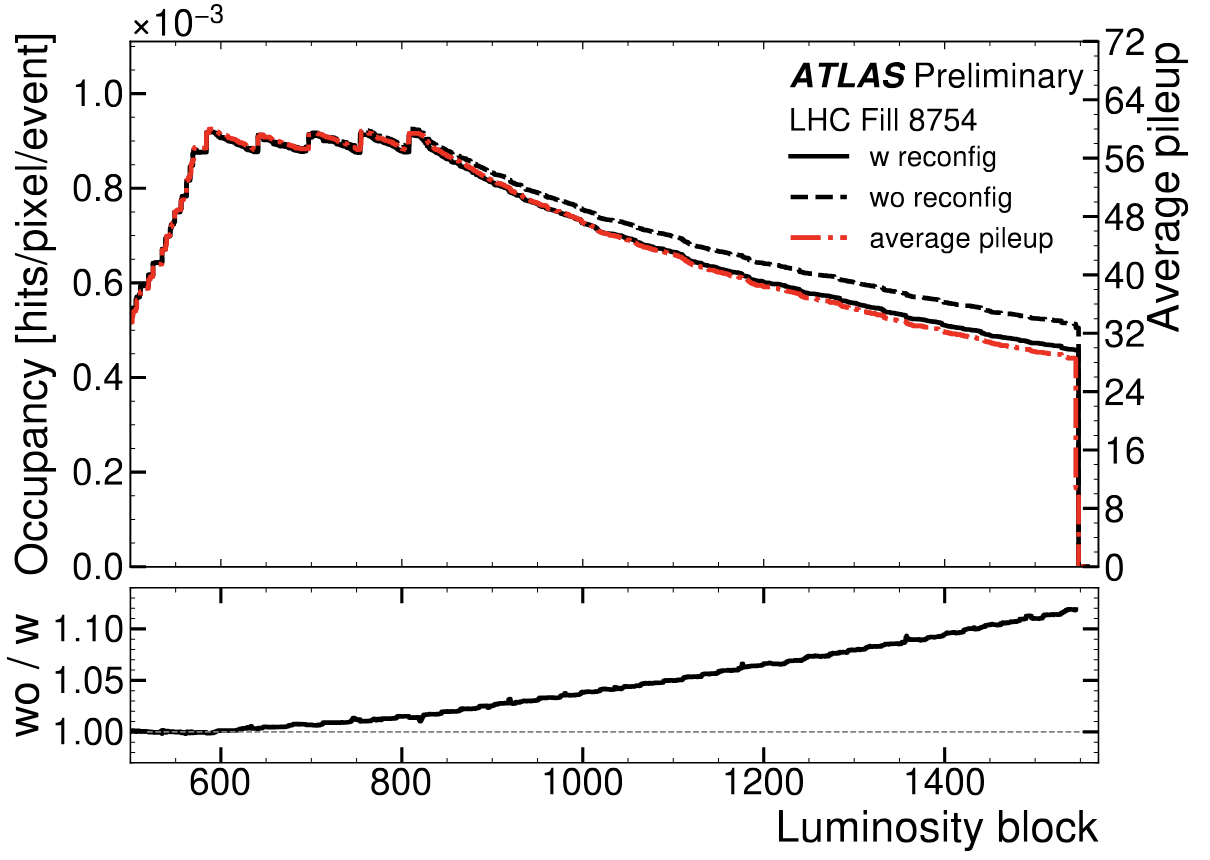 ×10⁻³
Occupancy [hits/pixel/event]
1.0
0.8
0.6
0.4
0.2
0.0
ATLAS Preliminary
LHC Fill 8754
w reconfig
wo reconfig
average pileup
72
64
56
48
40
32
24
16
8
0
Average pileup
wo / w
1.10
1.05
1.00
600 800 1000 1200 1400
Luminosity block